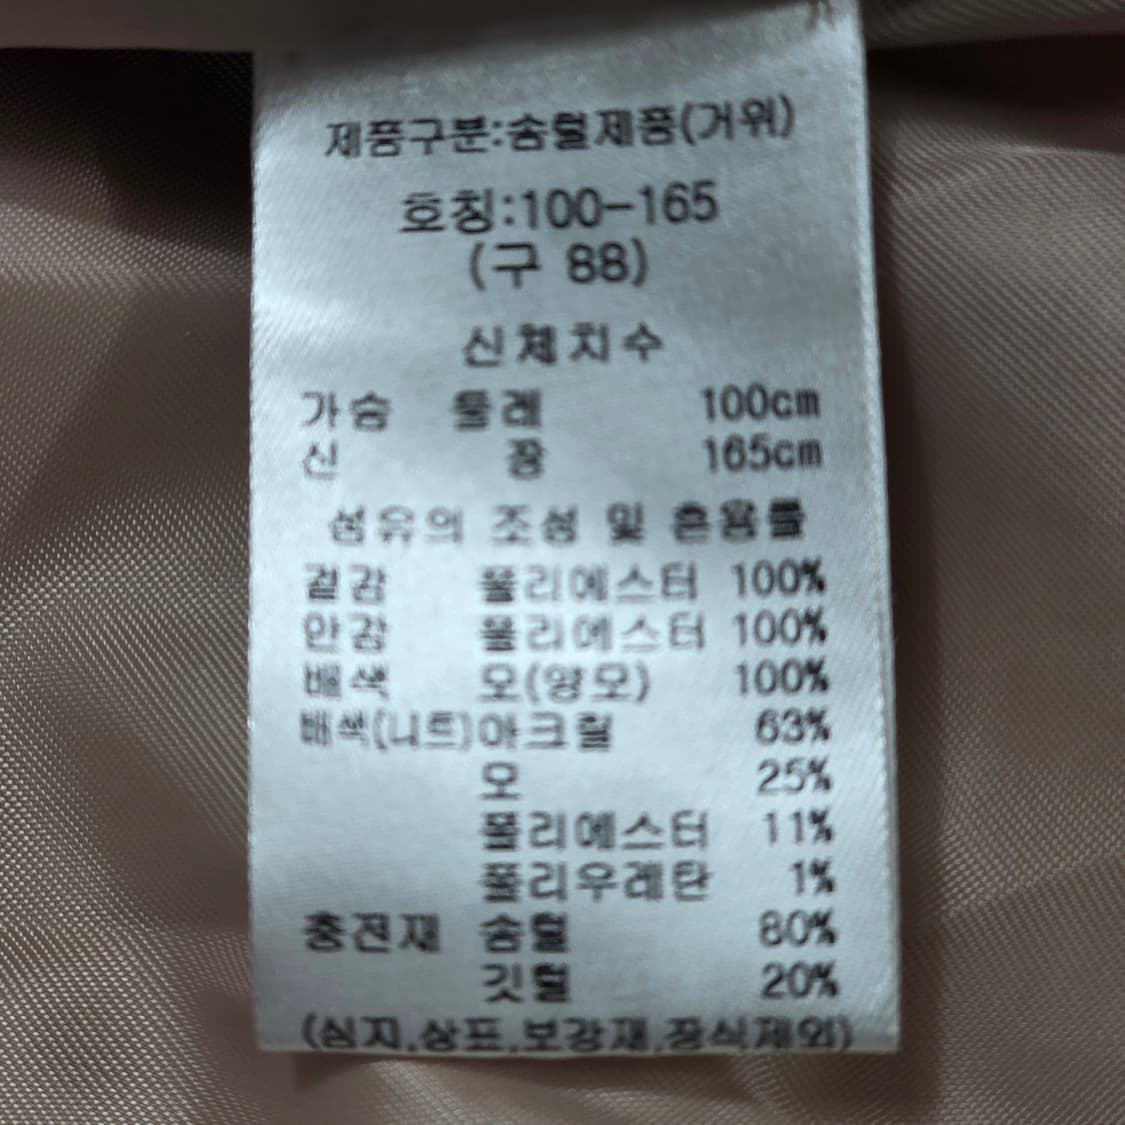 제품구분:솜털제품(거위)
호칭:100-165
(구 88)
신체치수
가슴 둘레 100cm
신 장 165cm
섬유의 조성 및 혼용률
겉감 폴리에스터 100%
안감 폴리에스터 100%
배색 모(양모) 100%
배색(니트)아크릴 63%
모 25%
폴리에스터 11%
폴리우레탄 1%
충전재 솜털 80%
깃털 20%
(심지,상표,보강재,장식제외)